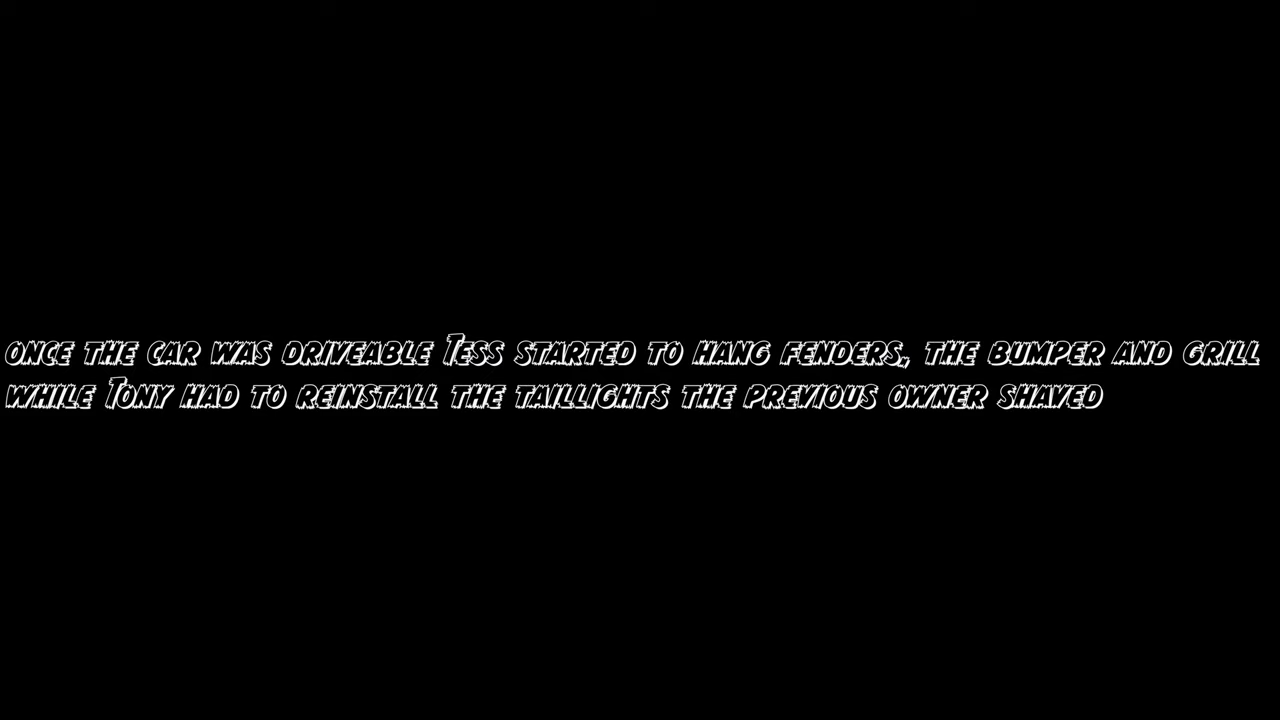 once the car was driveable Tess started to hang fenders, the bumper and grill
while Tony had to reinstall the taillights the previous owner shaved